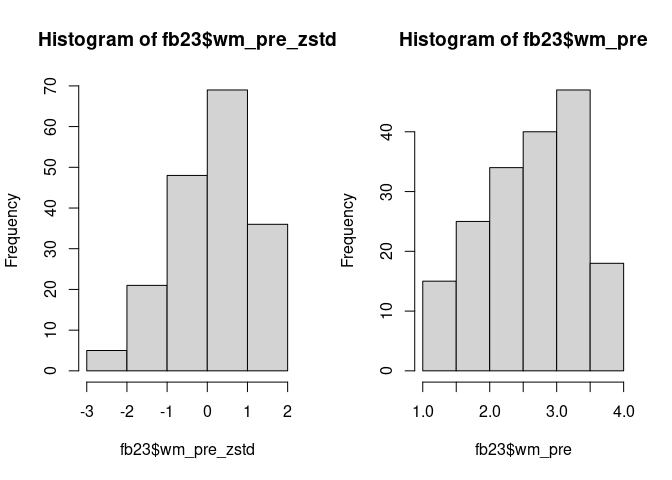 Histogram of fb23$wm_pre_zstd
Frequency
0 10 20 30 40 50 60 70
-3 -2 -1 0 1 2
fb23$wm_pre_zstd
Histogram of fb23$wm_pre
Frequency
0 10 20 30 40
1.0 2.0 3.0 4.0
fb23$wm_pre